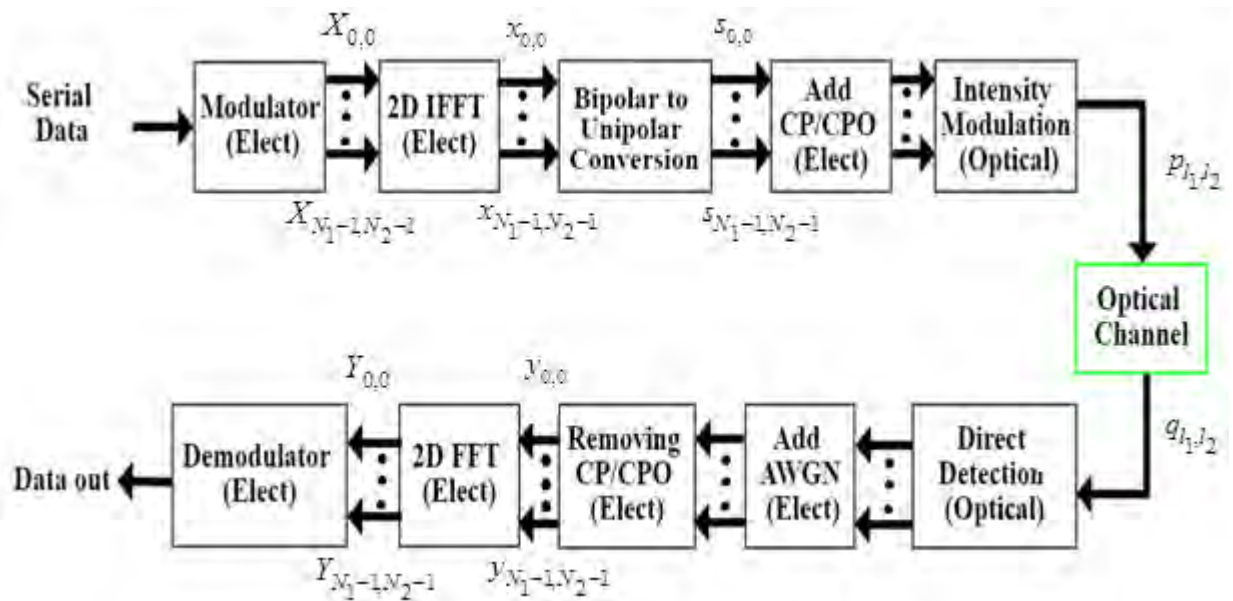 X0,0
x0,0
s0,0
Serial
Data
Modulator
(Elect)
2D IFFT
(Elect)
Bipolar to
Unipolar
Conversion
Add
CP/CPO
(Elect)
Intensity
Modulation
(Optical)
XN1-1,N2-1
xN1-1,N2-1
sN1-1,N2-1
pl1,l2
Optical
Channel
ql1,l2
Y0,0
y0,0
Data out
Demodulator
(Elect)
2D FFT
(Elect)
Removing
CP/CPO
(Elect)
Add
AWGN
(Elect)
Direct
Detection
(Optical)
YN1-1,N2-1
yN1-1,N2-1